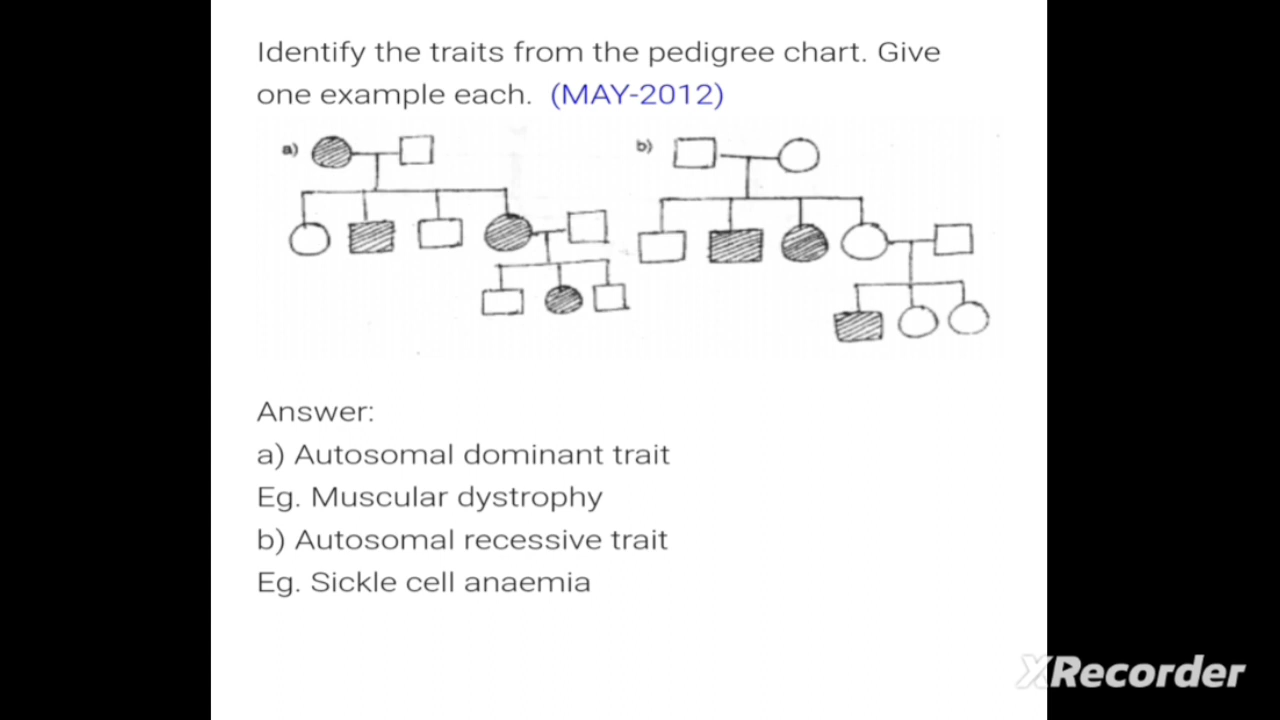 Identify the traits from the pedigree chart. Give
one example each. (MAY-2012)
a)
b)
Answer:
a) Autosomal dominant trait
Eg. Muscular dystrophy
b) Autosomal recessive trait
Eg. Sickle cell anaemia
XRecorder